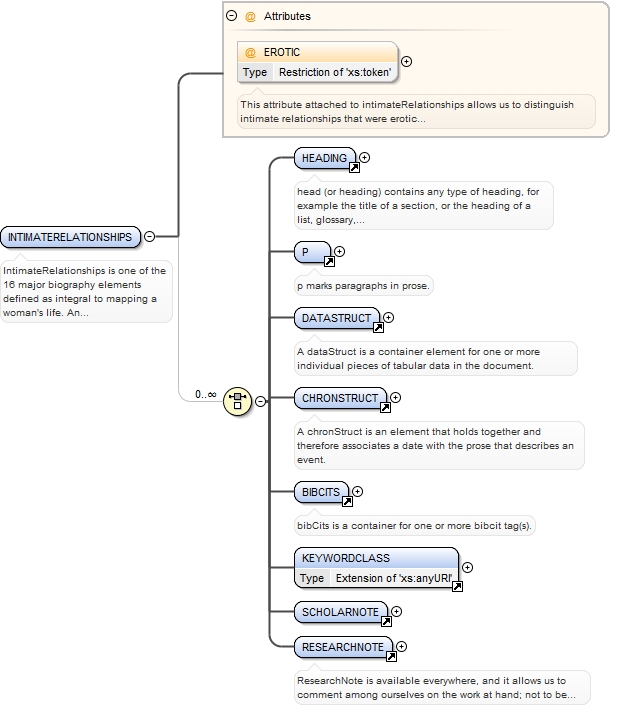 @ Attributes
@ EROTIC
Type Restriction of 'xs:token'
This attribute attached to intimateRelationships allows us to distinguish
intimate relationships that were erotic...
HEADING
head (or heading) contains any type of heading, for
example the title of a section, or the heading of a
list, glossary,...
INTIMATERELATIONSHIPS
IntimateRelationships is one of the
16 major biography elements
defined as integral to mapping a
woman's life. An...
P
p marks paragraphs in prose.
DATASTRUCT
A dataStruct is a container element for one or more
individual pieces of tabular data in the document.
0..∞
CHRONSTRUCT
A chronStruct is an element that holds together and
therefore associates a date with the prose that describes an
event.
BIBCITS
bibCits is a container for one or more bibcit tag(s).
KEYWORDCLASS
Type Extension of 'xs:anyURI'
SCHOLARNOTE
RESEARCHNOTE
ResearchNote is available everywhere, and it allows us to
comment among ourselves on the work at hand; not to be...